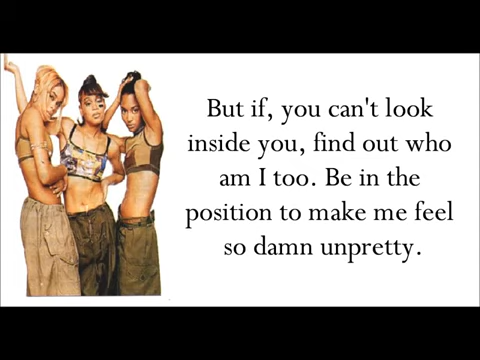 But if, you can't look
inside you, find out who
am I too. Be in the
position to make me feel
so damn unpretty.